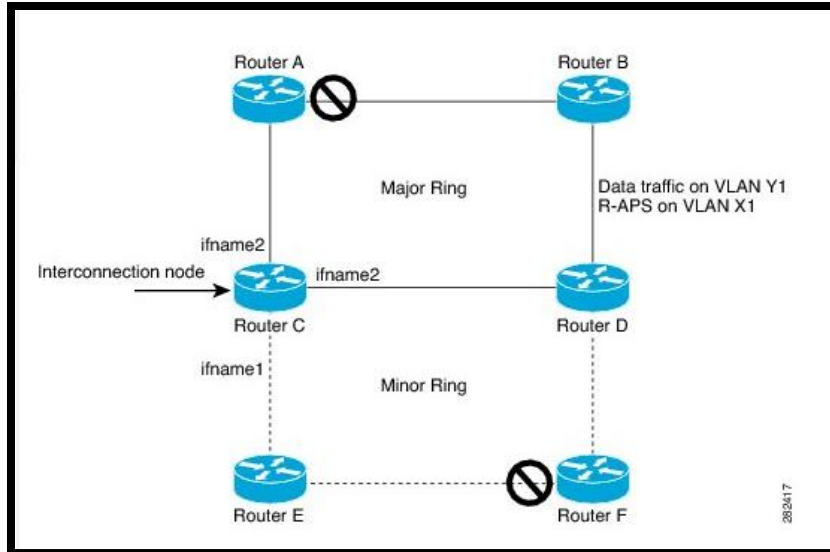 Router A
Router B
Major Ring
Data traffic on VLAN Y1
R-APS on VLAN X1
ifname2
Interconnection node
ifname2
Router C
Router D
ifname1
Minor Ring
Router E
Router F
282417